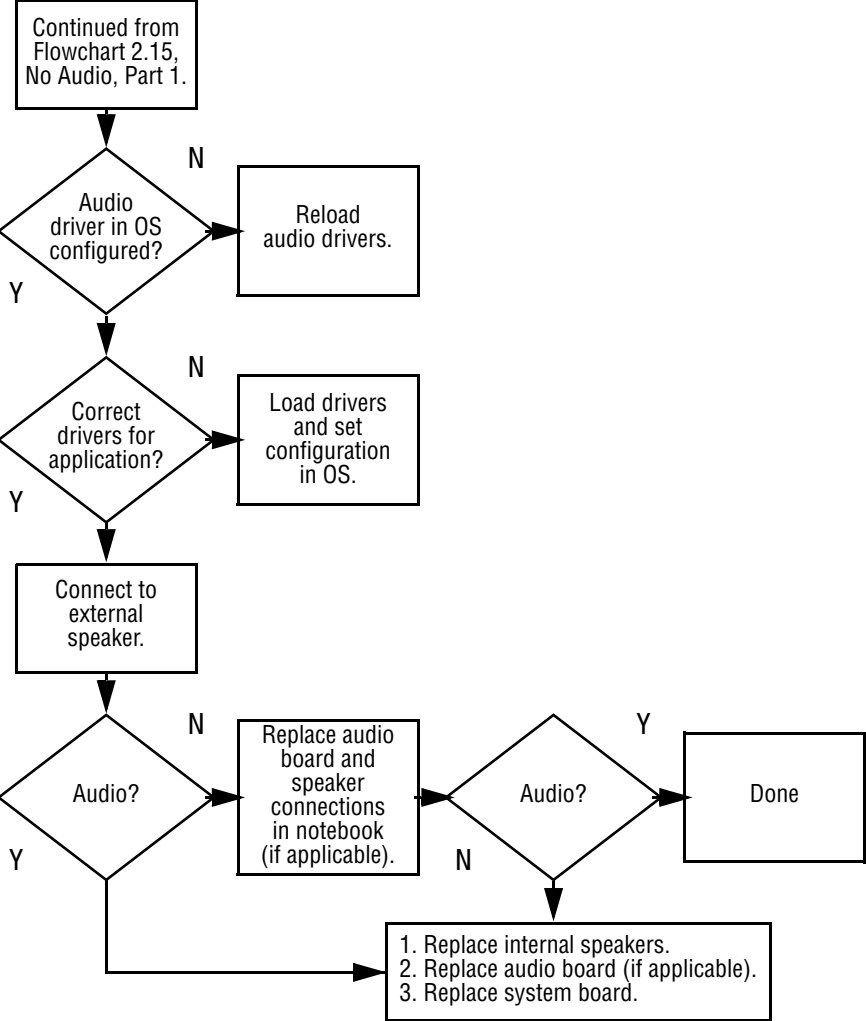 Continued from
Flowchart 2.15,
No Audio, Part 1.
N
Audio
driver in OS
configured?
Reload
audio drivers.
Y
N
Correct
drivers for
application?
Load drivers
and set
configuration
in OS.
Y
Connect to
external
speaker.
N
Audio?
Replace audio
board and
speaker
connections
in notebook
(if applicable).
Y
Audio?
Done
Y
N
1. Replace internal speakers.
2. Replace audio board (if applicable).
3. Replace system board.